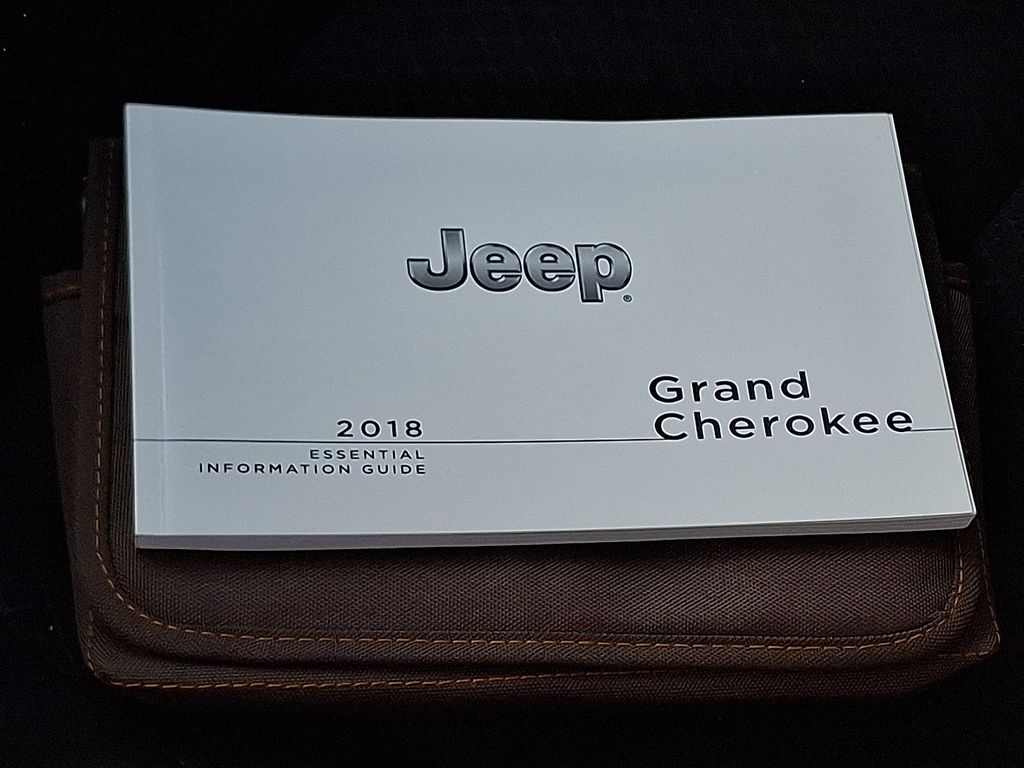 Jeep®
Grand
Cherokee
2018
ESSENTIAL
INFORMATION GUIDE